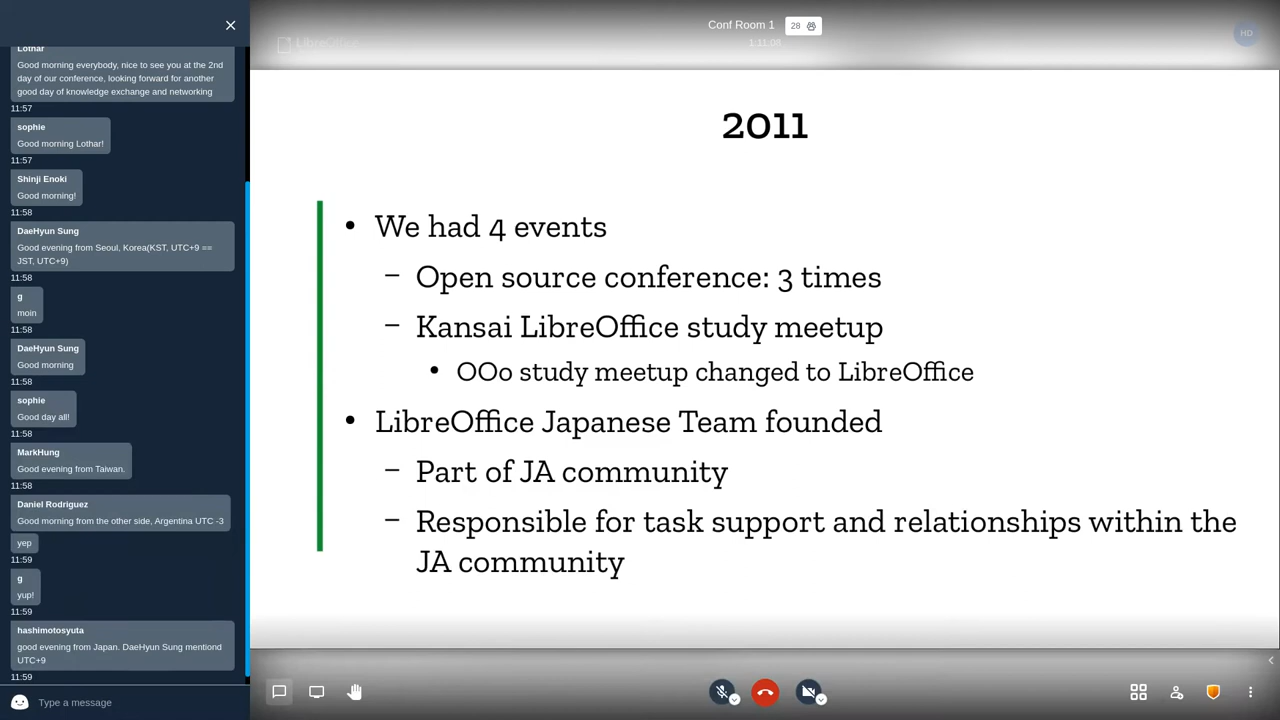 Lothar
Good morning everybody, nice to see you at the 2nd
day of our conference, looking forward for another
good day of knowledge exchange and networking
11:57
sophie
Good morning Lothar!
11:57
Shinji Enoki
Good morning!
11:58
DaeHyun Sung
Good evening from Seoul, Korea(KST, UTC+9 ==
JST, UTC+9)
11:58
g
moin
11:58
DaeHyun Sung
Good morning
11:58
sophie
Good day all!
11:58
MarkHung
Good evening from Taiwan.
11:58
Daniel Rodriguez
Good morning from the other side, Argentina UTC -3
yep
11:59
g
yup!
11:59
hashimotosyuta
good evening from Japan. DaeHyun Sung mentiond
UTC+9
11:59
Type a message
Conf Room 1
28
1:11:09
HD
2011
• We had 4 events
– Open source conference: 3 times
– Kansai LibreOffice study meetup
• OOo study meetup changed to LibreOffice
• LibreOffice Japanese Team founded
– Part of JA community
– Responsible for task support and relationships within the
JA community